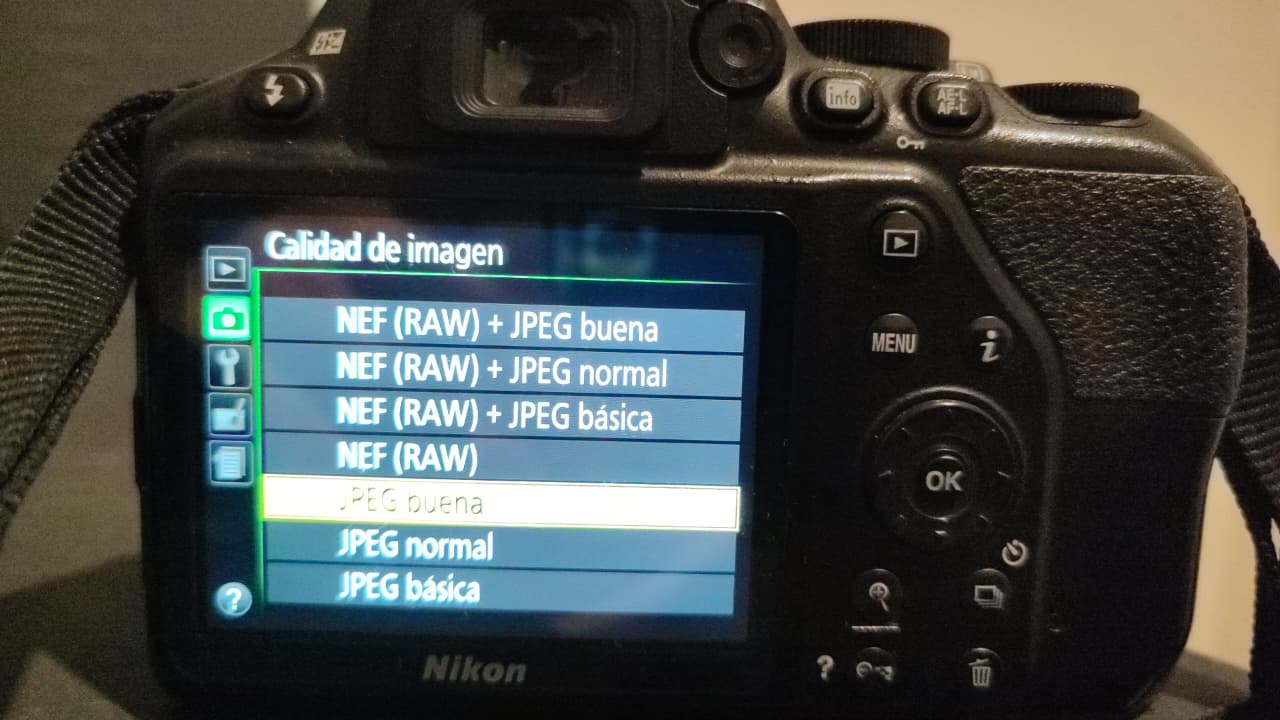 info
AE-L
AF-L
Calidad de imagen
NEF (RAW) + JPEG buena
NEF (RAW) + JPEG normal
NEF (RAW) + JPEG básica
NEF (RAW)
JPEG buena
JPEG normal
JPEG básica
?
MENU
i
OK
?
Nikon